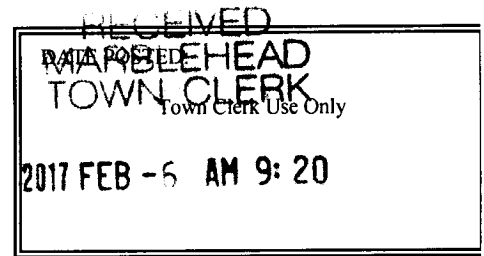 RECEIVED
DATE POSTED:
MARBLEHEAD
TOWN CLERK
Town Clerk Use Only
2017 FEB -6 AM 9: 20